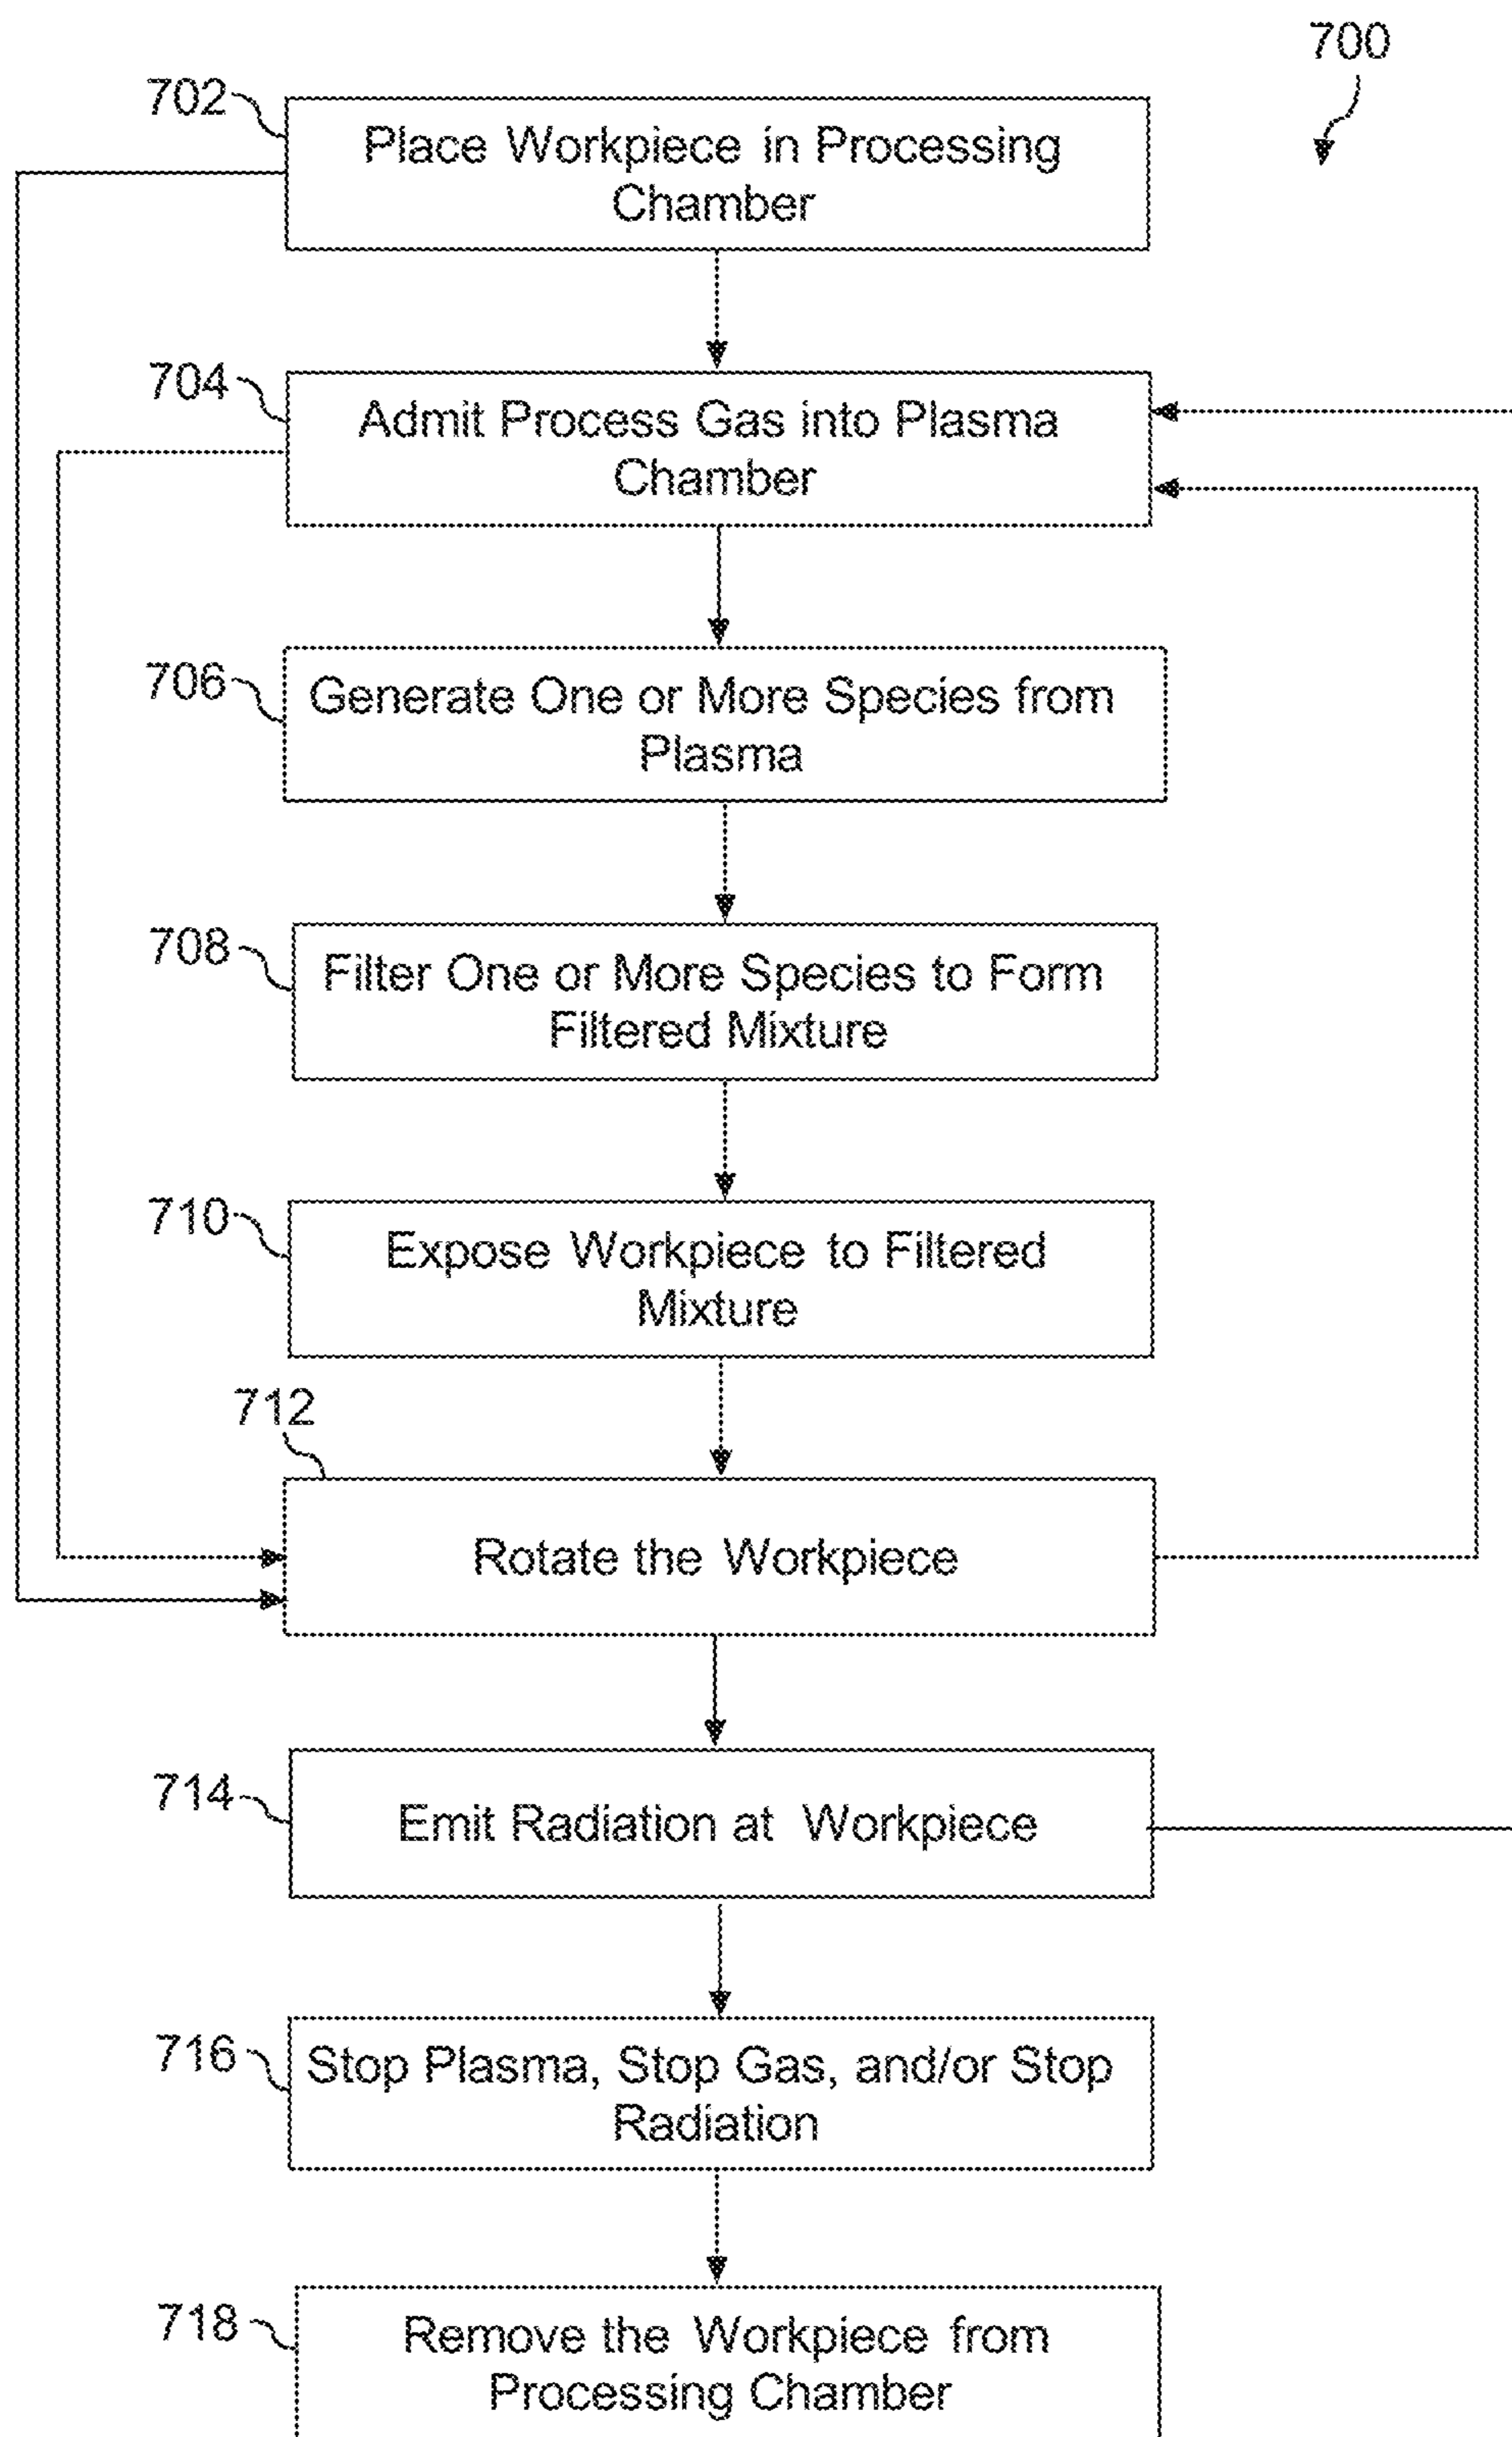 700
702
Place Workpiece in Processing
Chamber
704
Admit Process Gas into Plasma
Chamber
706
Generate One or More Species from
Plasma
708
Filter One or More Species to Form
Filtered Mixture
710
Expose Workpiece to Filtered
Mixture
712
Rotate the Workpiece
714
Emit Radiation at Workpiece
716
Stop Plasma, Stop Gas, and/or Stop
Radiation
718
Remove the Workpiece from
Processing Chamber